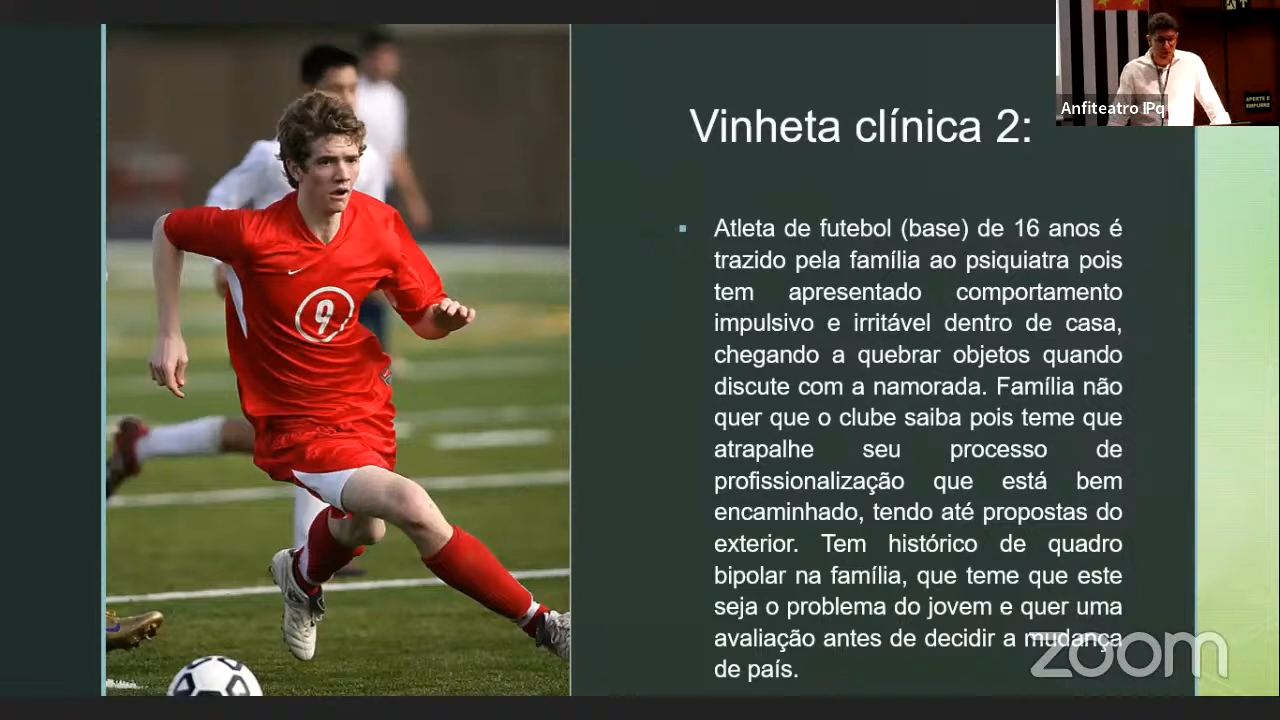 Vinheta clínica 2:
Atleta de futebol (base) de 16 anos é
trazido pela família ao psiquiatra pois
tem apresentado comportamento
impulsivo e irritável dentro de casa,
chegando a quebrar objetos quando
discute com a namorada. Família não
quer que o clube saiba pois teme que
atrapalhe seu processo de
profissionalização que está bem
encaminhado, tendo até propostas do
exterior. Tem histórico de quadro
bipolar na família, que teme que este
seja o problema do jovem e quer uma
avaliação antes de decidir a mudança
de país.
Anfiteatro IPq
APERTE E
EMPURRE
9
zoom